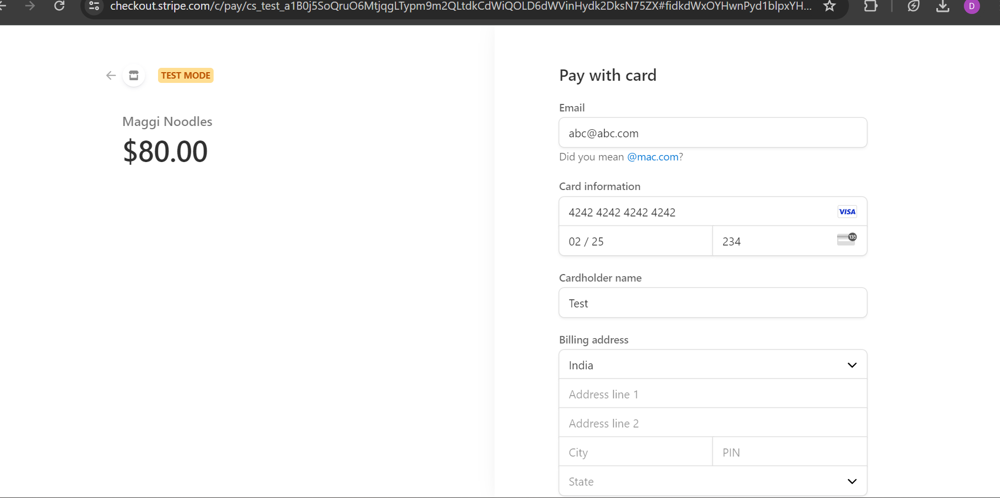 checkout.stripe.com/c/pay/cs_test_a1B0j5SoQruO6MtjqgLTypm9m2QLtdkCdWiQOLD6dWVinHydk2DksN75ZX#fidkdWxOYHwnPyd1blpxYH...
D
TEST MODE
Maggi Noodles
$80.00
Pay with card
Email
abc@abc.com
Did you mean @mac.com?
Card information
4242 4242 4242 4242
VISA
02 / 25
234
135
Cardholder name
Test
Billing address
India
Address line 1
Address line 2
City
PIN
State